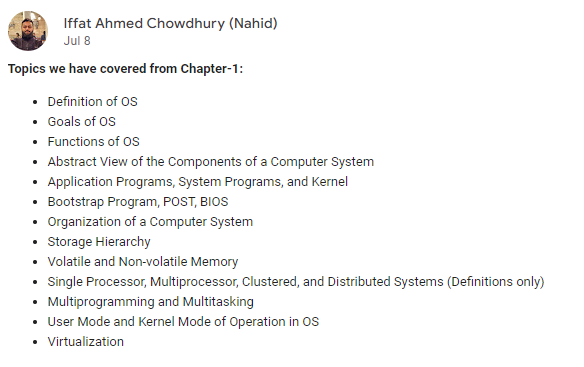 Iffat Ahmed Chowdhury (Nahid)
Jul 8
Topics we have covered from Chapter-1:
• Definition of OS
• Goals of OS
• Functions of OS
• Abstract View of the Components of a Computer System
• Application Programs, System Programs, and Kernel
• Bootstrap Program, POST, BIOS
• Organization of a Computer System
• Storage Hierarchy
• Volatile and Non-volatile Memory
• Single Processor, Multiprocessor, Clustered, and Distributed Systems (Definitions only)
• Multiprogramming and Multitasking
• User Mode and Kernel Mode of Operation in OS
• Virtualization